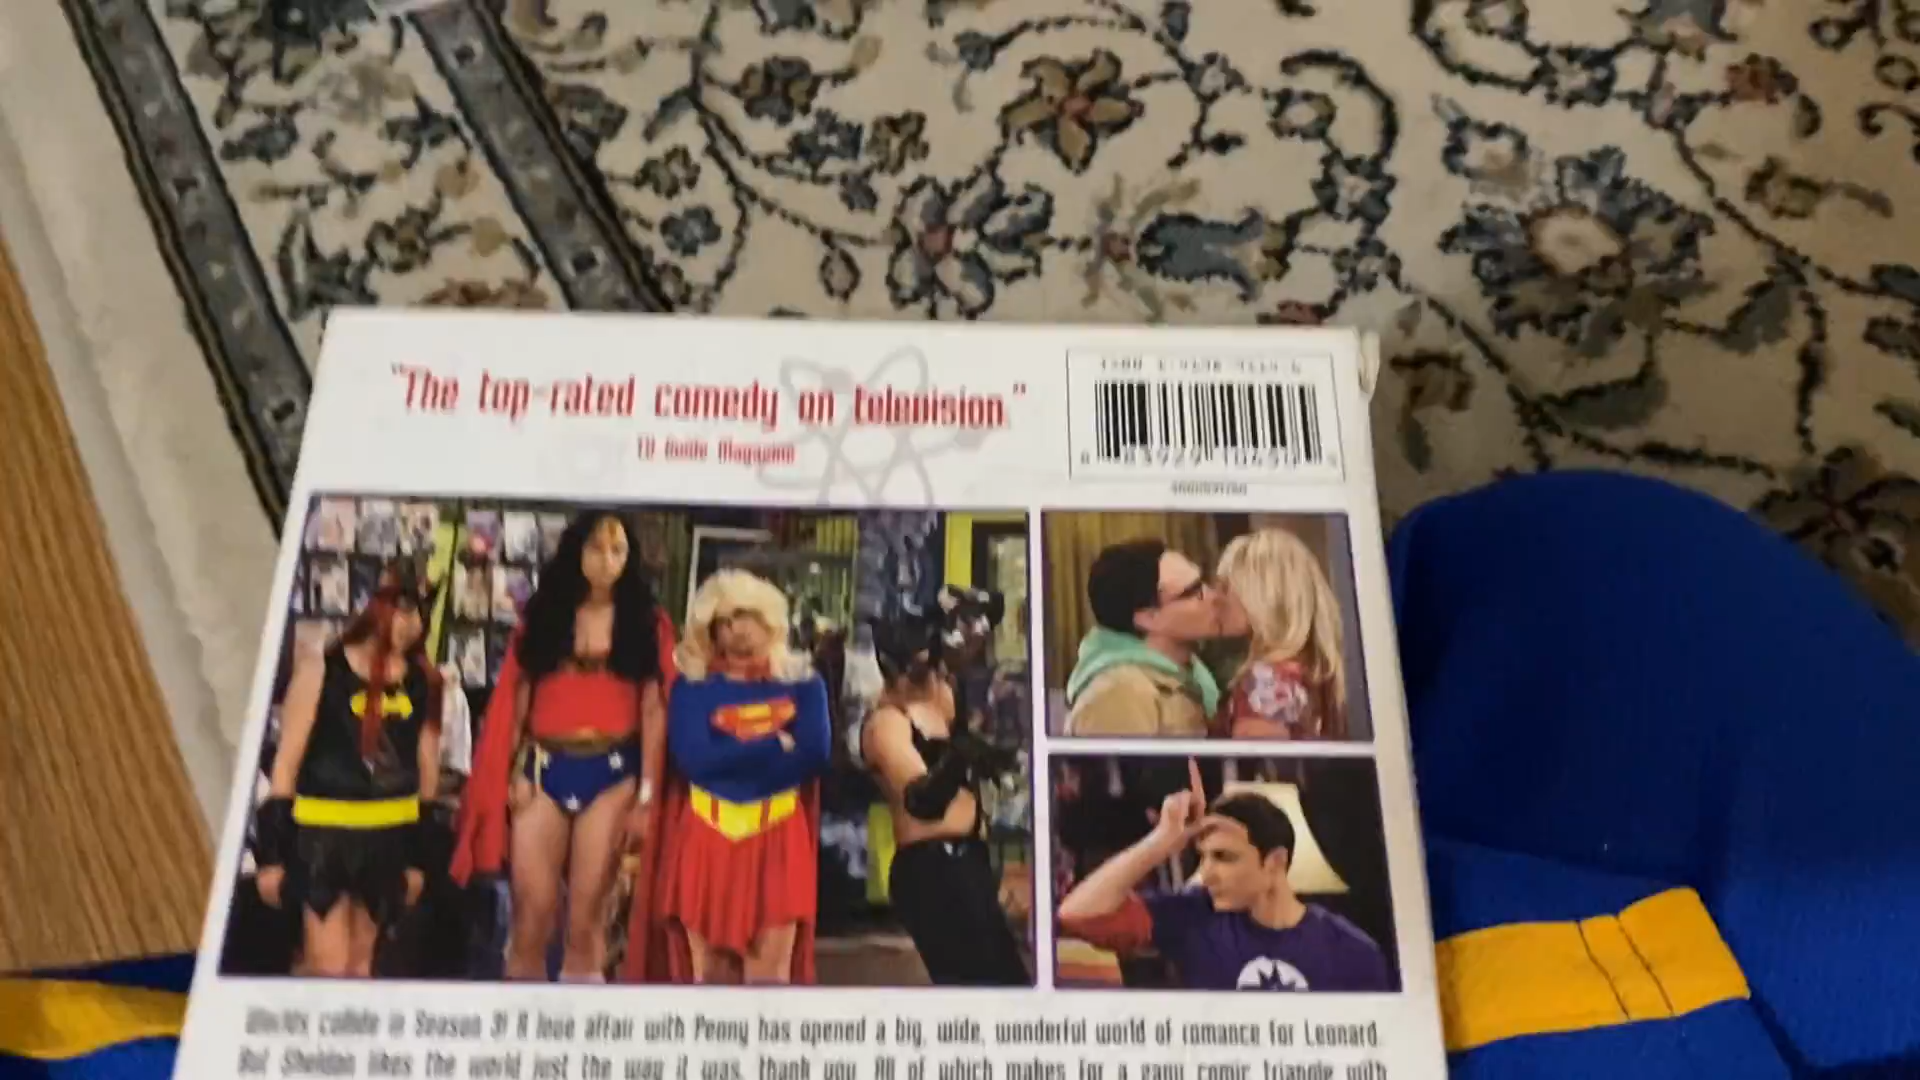 "The top-rated comedy on television."
TV Guide Magazine
Worlds collide in Season 3! A love affair with Penny has opened a big, wide, wonderful world of romance for Leonard.
But Sheldon likes the world just the way it was, thank you. All of which makes for a zany comic triangle with